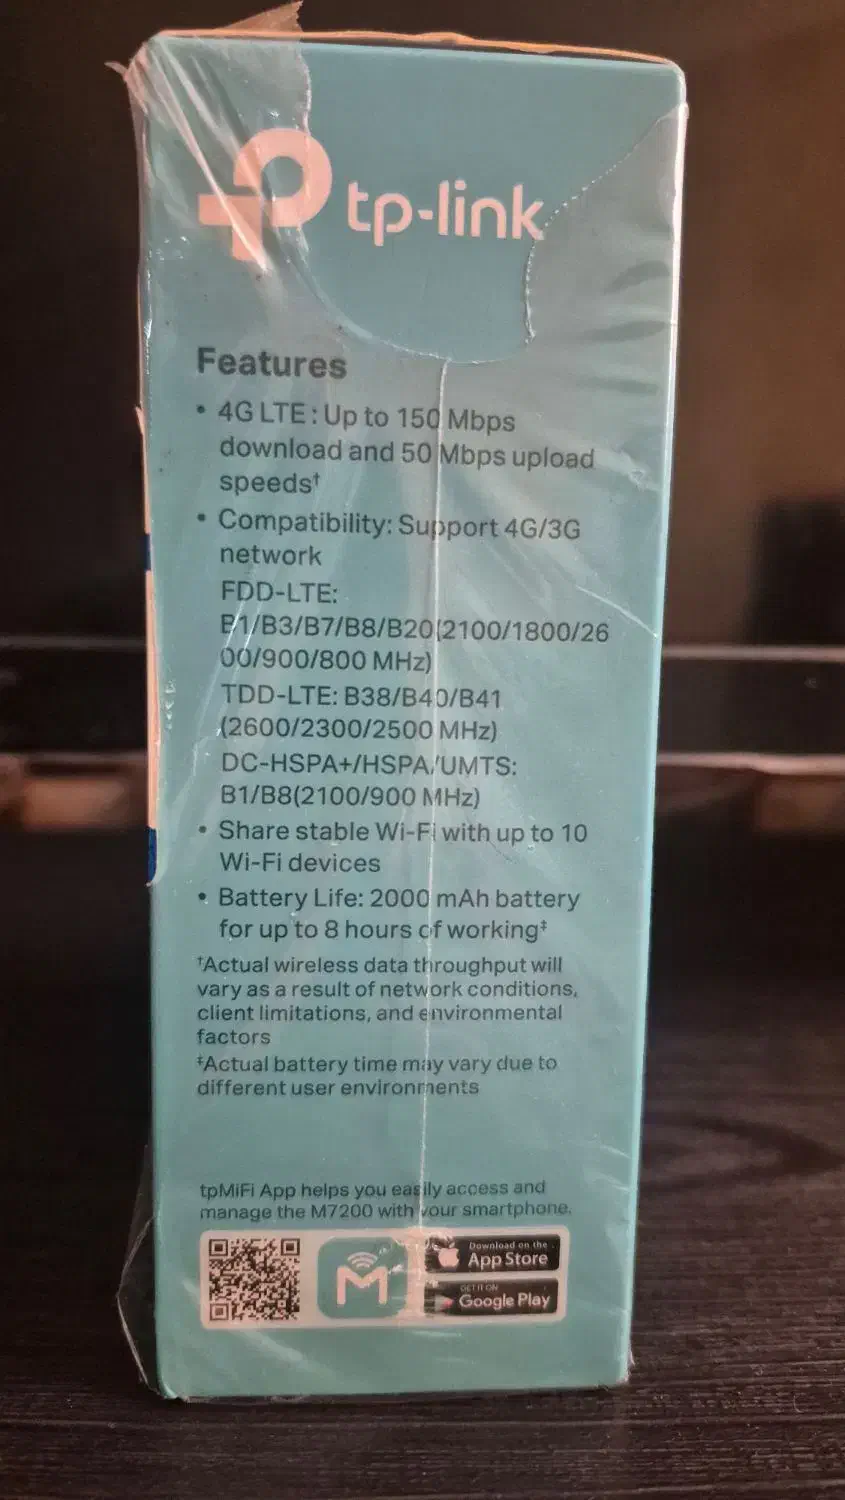 tp-link
Features
• 4G LTE : Up to 150 Mbps
download and 50 Mbps upload
speeds†
• Compatibility: Support 4G/3G
network
FDD-LTE:
B1/B3/B7/B8/B20(2100/1800/26
00/900/800 MHz)
TDD-LTE: B38/B40/B41
(2600/2300/2500 MHz)
DC-HSPA+/HSPA/UMTS:
B1/B8(2100/900 MHz)
• Share stable Wi-Fi with up to 10
Wi-Fi devices
• Battery Life: 2000 mAh battery
for up to 8 hours of working‡
†Actual wireless data throughput will
vary as a result of network conditions,
client limitations, and environmental
factors
‡Actual battery time may vary due to
different user environments
tpMiFi App helps you easily access and
manage the M7200 with your smartphone.
M
Download on the
App Store
GET IT ON
Google Play